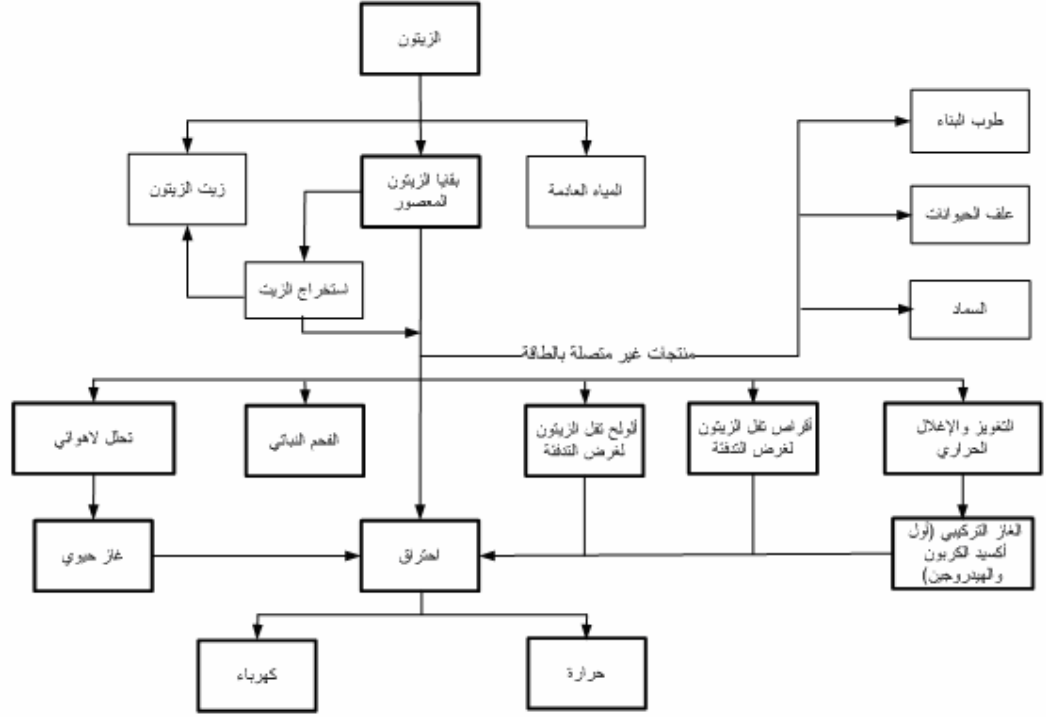 الزيتون
طوب البناء
زيت الزيتون
بقايا الزيتون
المعصور
المياه العادمة
علف الحيوانات
استخراج الزيت
السماد
منتجات غير متصلة بالطاقة
التغويز والإغلال
الحراري
أقراص تفل الزيتون
لغرض التدفئة
ألواح تفل الزيتون
لغرض التدفئة
الفحم النباتي
تحلل لاهوائي
الغاز التركيبي (أول
أكسيد الكربون
والهيدروجين)
احتراق
غاز حيوي
حرارة
كهرباء